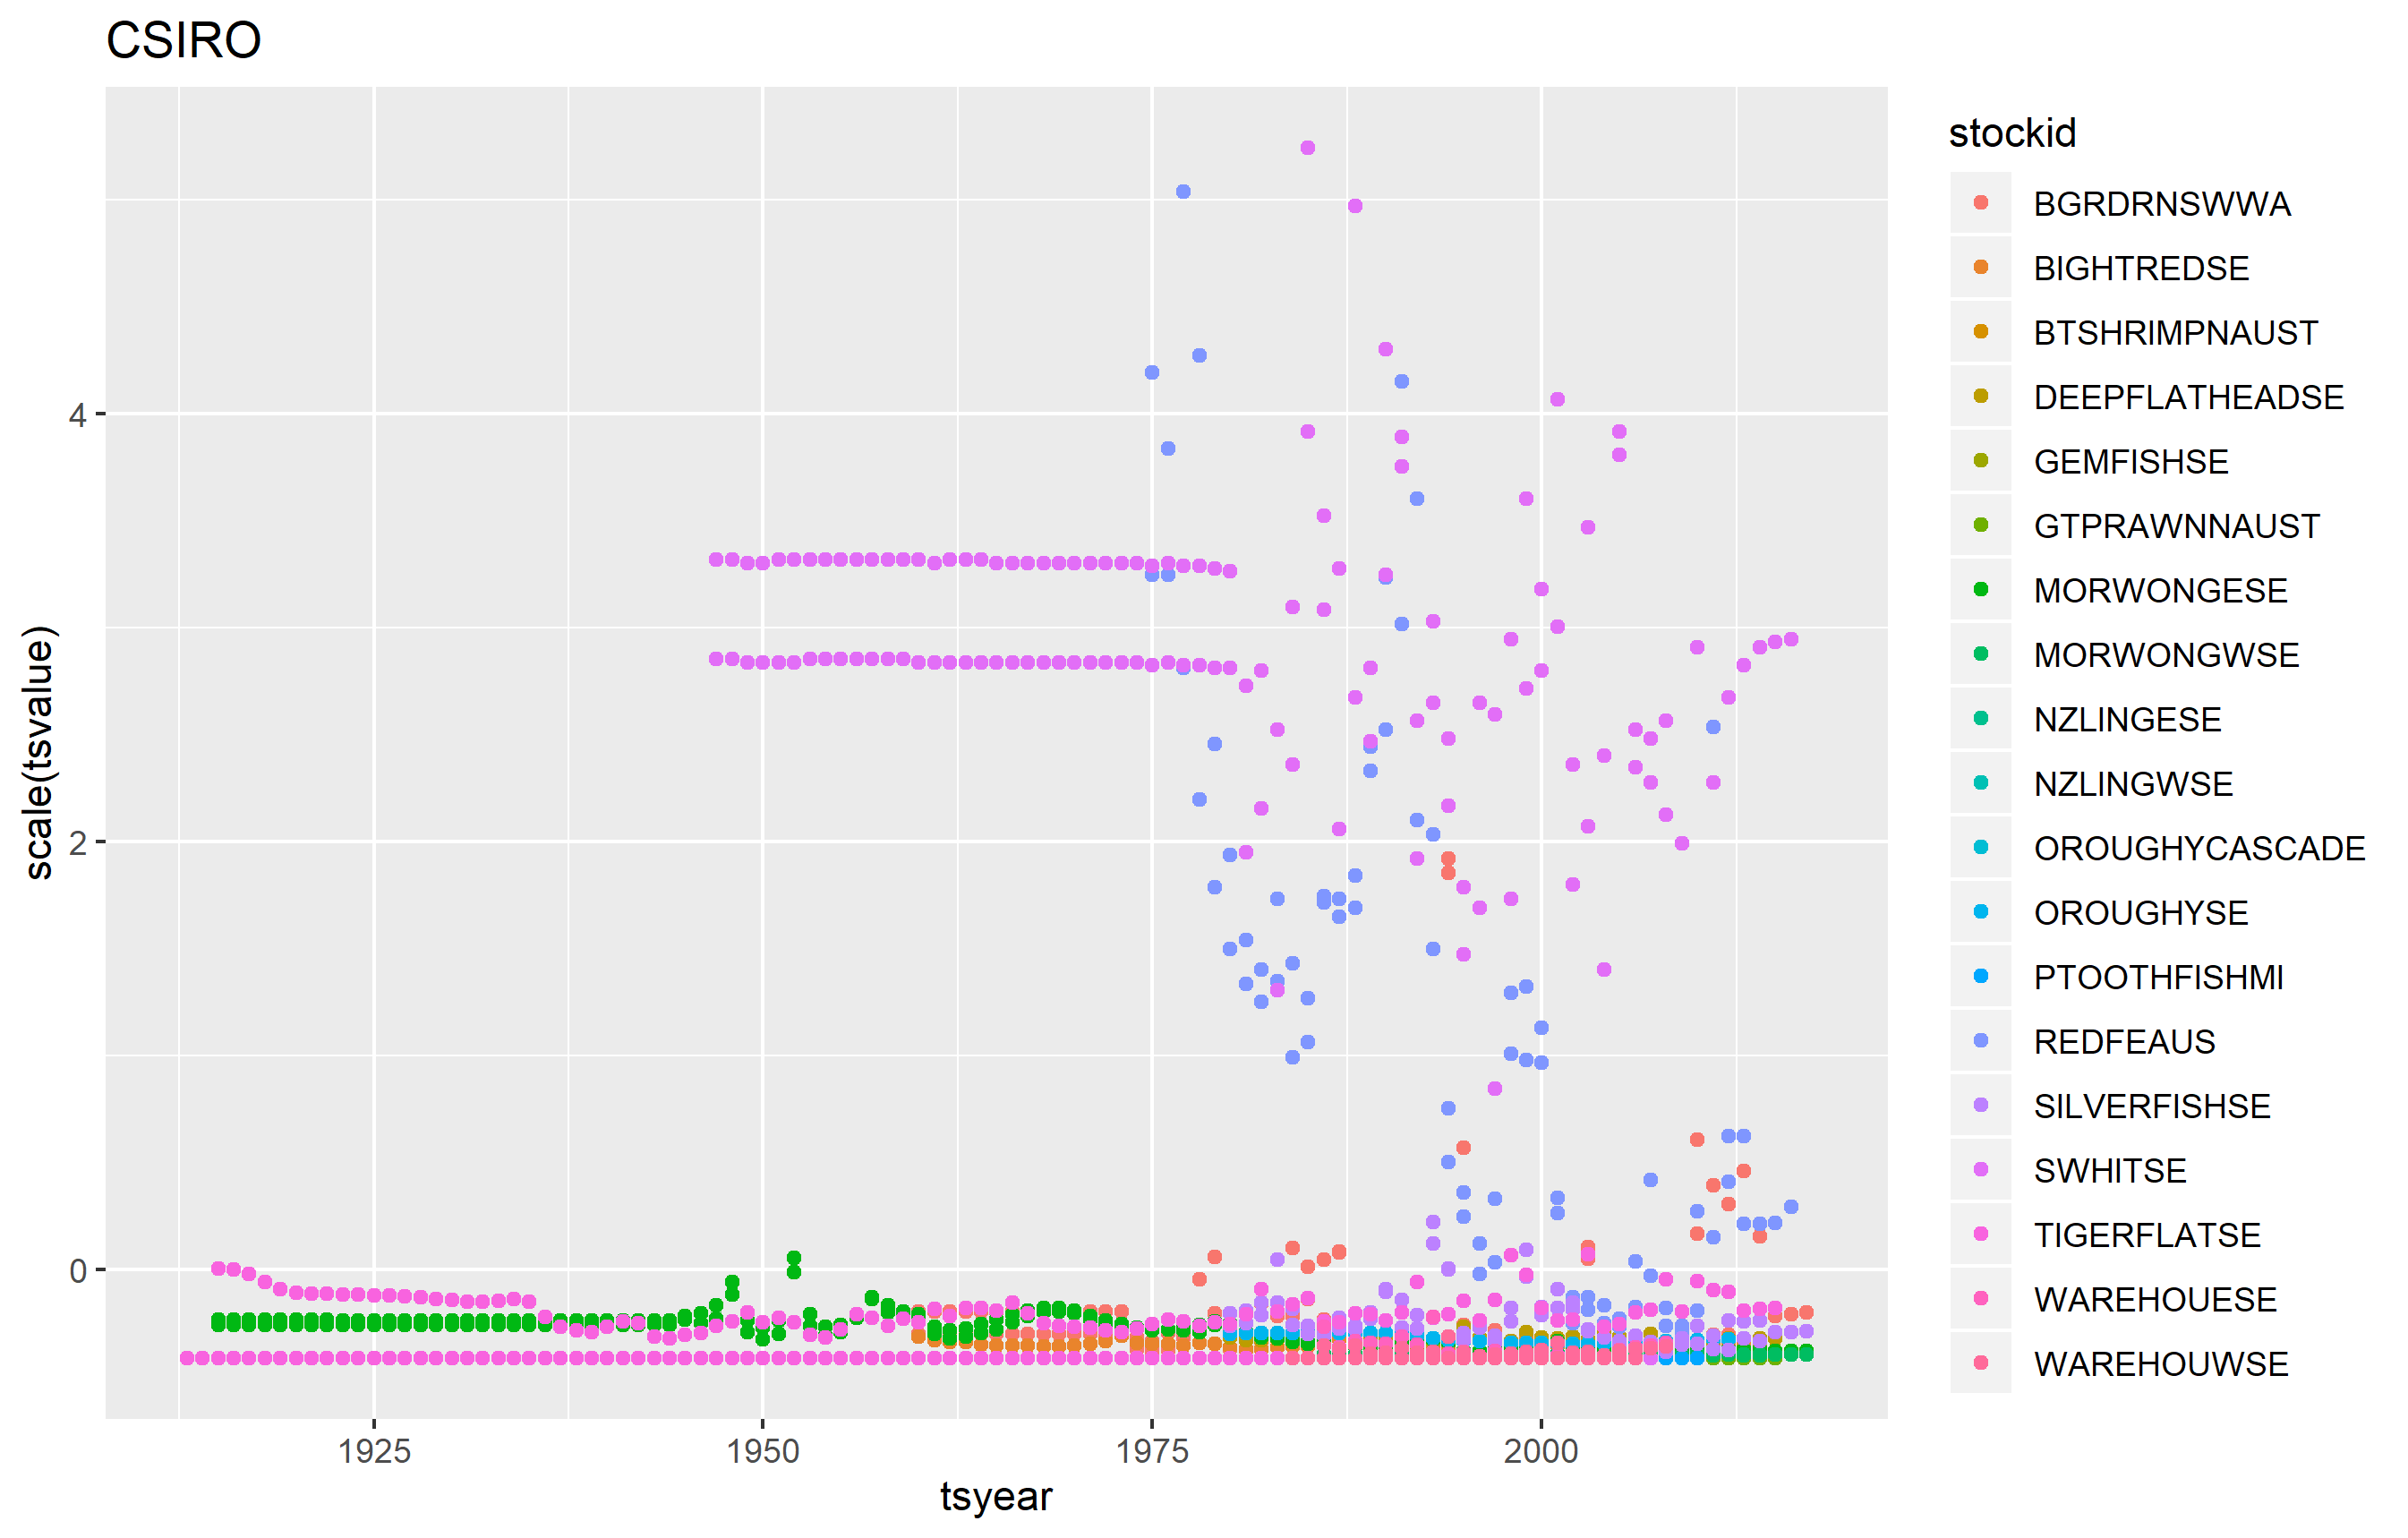 CSIRO
scale(tsvalue)
4
2
0
1925
1950
1975
2000
tsyear
stockid
BGRDRNSWWA
BIGHTREDSE
BTSHRIMPNAUST
DEEPFLATHEADSE
GEMFISHSE
GTPRAWNNAUST
MORWONGESE
MORWONGWSE
NZLINGESE
NZLINGWSE
OROUGHYCASCADE
OROUGHYSE
PTOOTHFISHMI
REDFEAUS
SILVERFISHSE
SWHITSE
TIGERFLATSE
WAREHOUESE
WAREHOUWSE